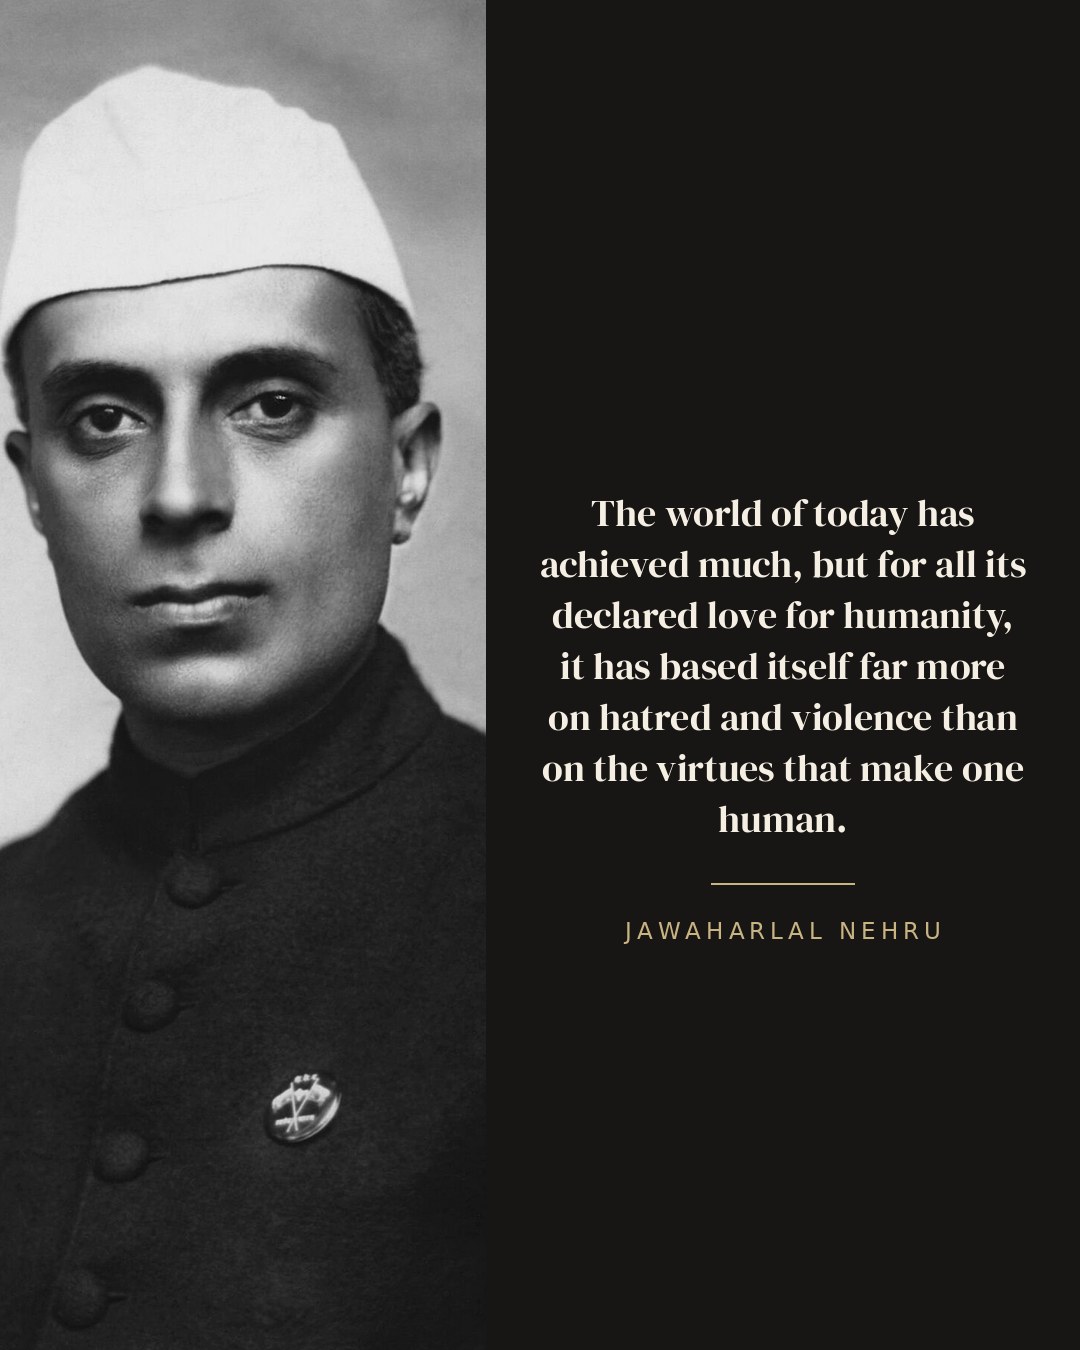 The world of today has
achieved much, but for all its
declared love for humanity,
it has based itself far more
on hatred and violence than
on the virtues that make one
human.
JAWAHARLAL NEHRU